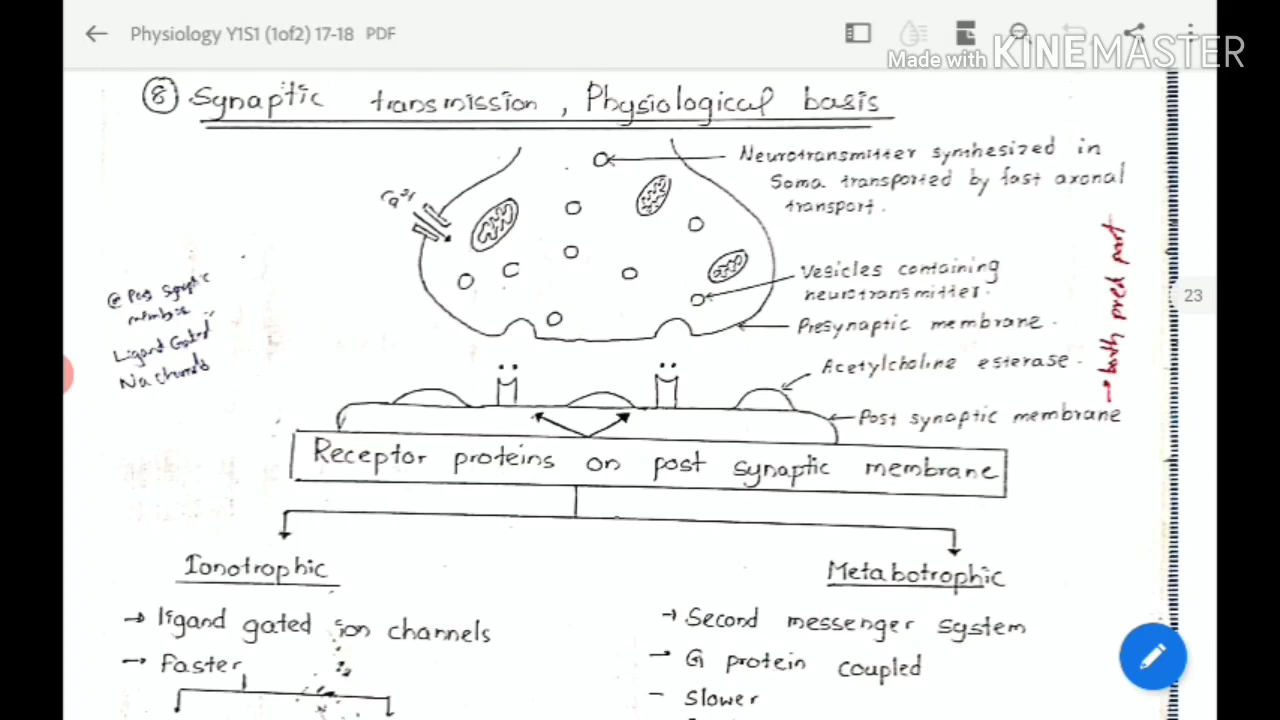 Physiology Y1S1 (1of2) 17-18 PDF
Made with KINEMASTER
8 Synaptic transmission, Physiological basis
Neurotransmitter synthesized in
Soma transported by fast axonal
transport.
Ca2+
Vesicles containing
neurotransmitter.
Presynaptic membrane.
23
@ Post Synaptic
membrane
Ligand Gated
Na channels
Acetylcholine esterase.
Post synaptic membrane
Receptor proteins on post synaptic membrane
Ionotrophic
Metabotrophic
→ ligand gated ion channels
→ Second messenger system
→ Faster
→ G protein coupled
– Slower